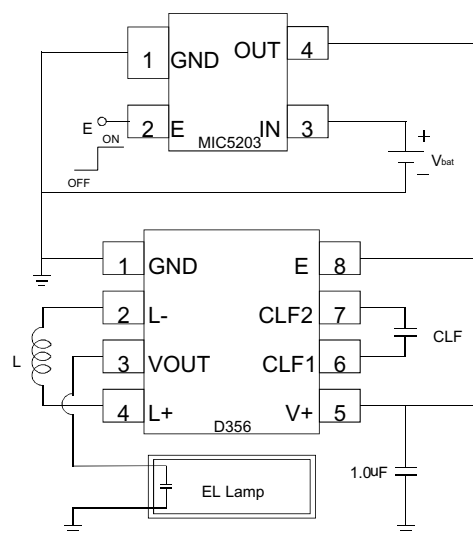 1 GND OUT 4
E 2 E IN 3
ON
OFF
MIC5203
+
Vbat
–
1 GND E 8
2 L- CLF2 7
L 3 VOUT CLF1 6 CLF
4 L+ V+ 5
D356
EL Lamp
1.0uF